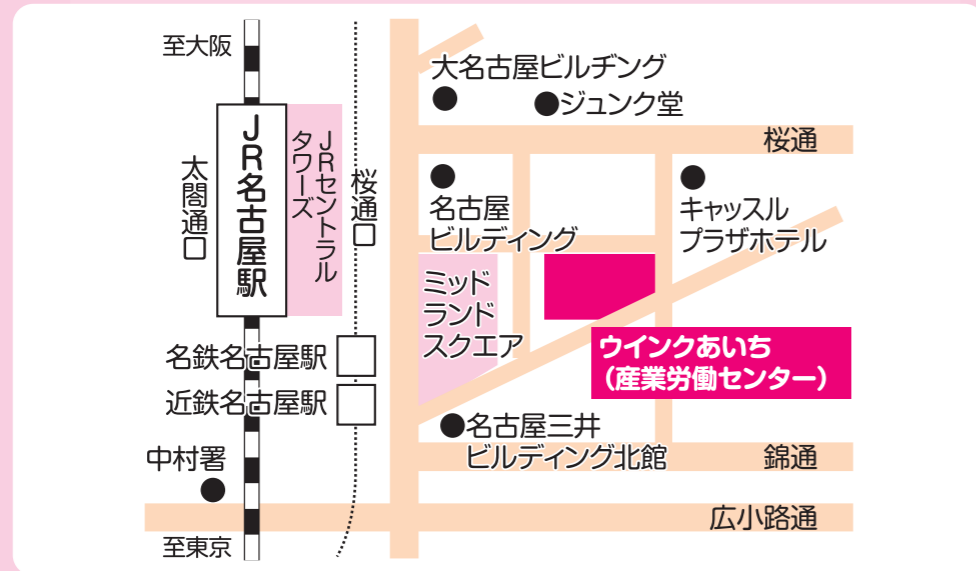 至大阪
大名古屋ビルヂング
ジュンク堂
桜通
JR名古屋駅
JRセントラル
タワーズ
太閤通口
桜通口
名古屋
ビルディング
キャッスル
プラザホテル
ミッド
ランド
スクエア
ウインクあいち
（産業労働センター）
名鉄名古屋駅
近鉄名古屋駅
名古屋三井
ビルディング北館
中村署
錦通
広小路通
至東京